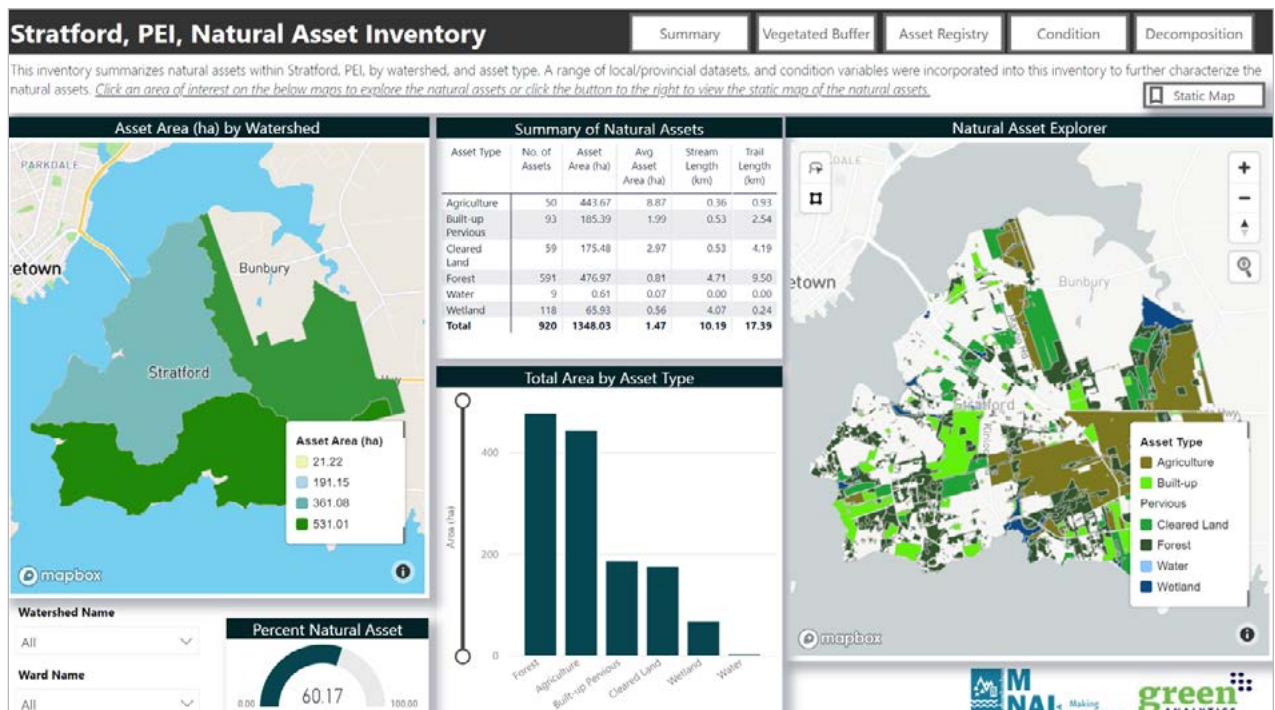 Stratford, PEI, Natural Asset Inventory
Summary
Vegetated Buffer
Asset Registry
Condition
Decomposition
This inventory summarizes natural assets within Stratford, PEI, by watershed, and asset type. A range of local/provincial datasets, and condition variables were incorporated into this inventory to further characterize the
natural assets. Click an area of interest on the below maps to explore the natural assets or click the button to the right to view the static map of the natural assets.
Static Map
Asset Area (ha) by Watershed
PARKDALE
etown
Bunbury
Stratford
Hwy
Asset Area (ha)
21.22
191.15
361.08
531.01
mapbox
Summary of Natural Assets
Asset Type No. of Asset Avg Stream Trail
Assets Area (ha) Asset Length Length
Area (ha) (km) (km)
Agriculture 50 443.67 8.87 0.36 0.93
Built-up 93 185.39 1.99 0.53 2.54
Pervious
Cleared 59 175.48 2.97 0.53 4.19
Land
Forest 591 476.97 0.81 4.71 9.50
Water 9 0.61 0.07 0.00 0.00
Wetland 118 65.93 0.56 4.07 0.24
Total 920 1348.03 1.47 10.19 17.39
Total Area by Asset Type
Area (ha)
400
200
0
Forest
Agriculture
Built-up Pervious
Cleared Land
Wetland
Water
Natural Asset Explorer
DALE
etown
Bunbury
Stratford
Hwy
Asset Type
Agriculture
Built-up
Pervious
Cleared Land
Forest
Water
Wetland
mapbox
Watershed Name
All
Ward Name
All
Percent Natural Asset
60.17
0.00
100.00
M
NAI
Making
green
ANALYTICS